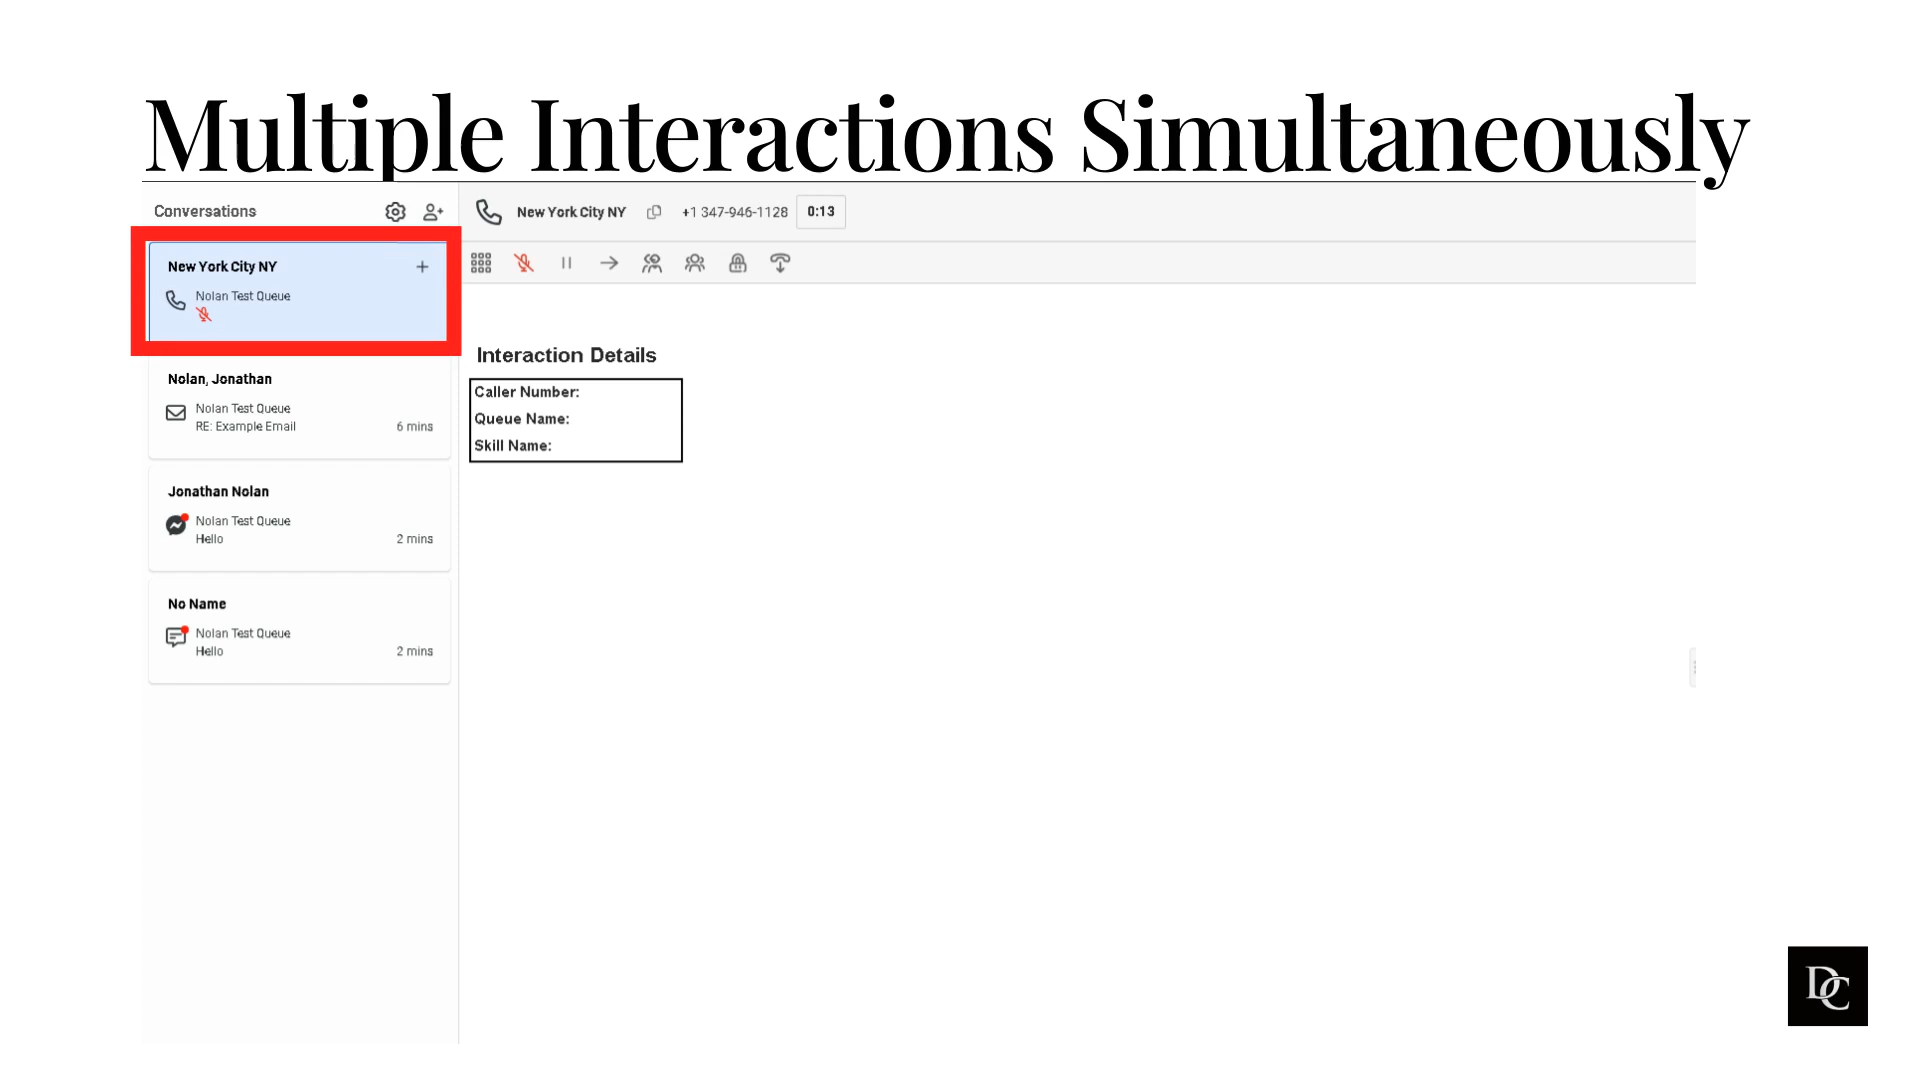 Multiple Interactions Simultaneously
Conversations
New York City NY
Nolan Test Queue
Nolan, Jonathan
Nolan Test Queue
RE: Example Email 6 mins
Jonathan Nolan
Nolan Test Queue
Hello 2 mins
No Name
Nolan Test Queue
Hello 2 mins
New York City NY +1 347-946-1128 0:13
Interaction Details
Caller Number:
Queue Name:
Skill Name:
DC